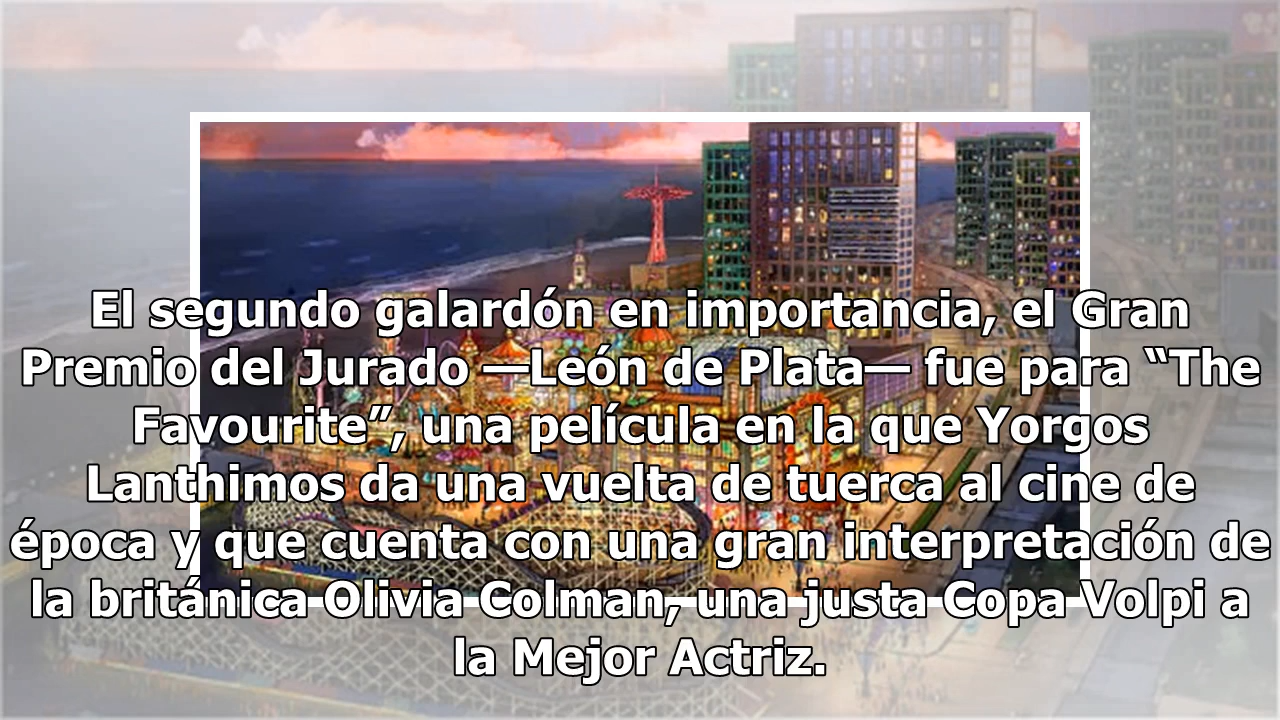 El segundo galardón en importancia, el Gran
Premio del Jurado —León de Plata— fue para “The
Favourite”, una película en la que Yorgos
Lanthimos da una vuelta de tuerca al cine de
época y que cuenta con una gran interpretación de
la británica Olivia Colman, una justa Copa Volpi a
la Mejor Actriz.